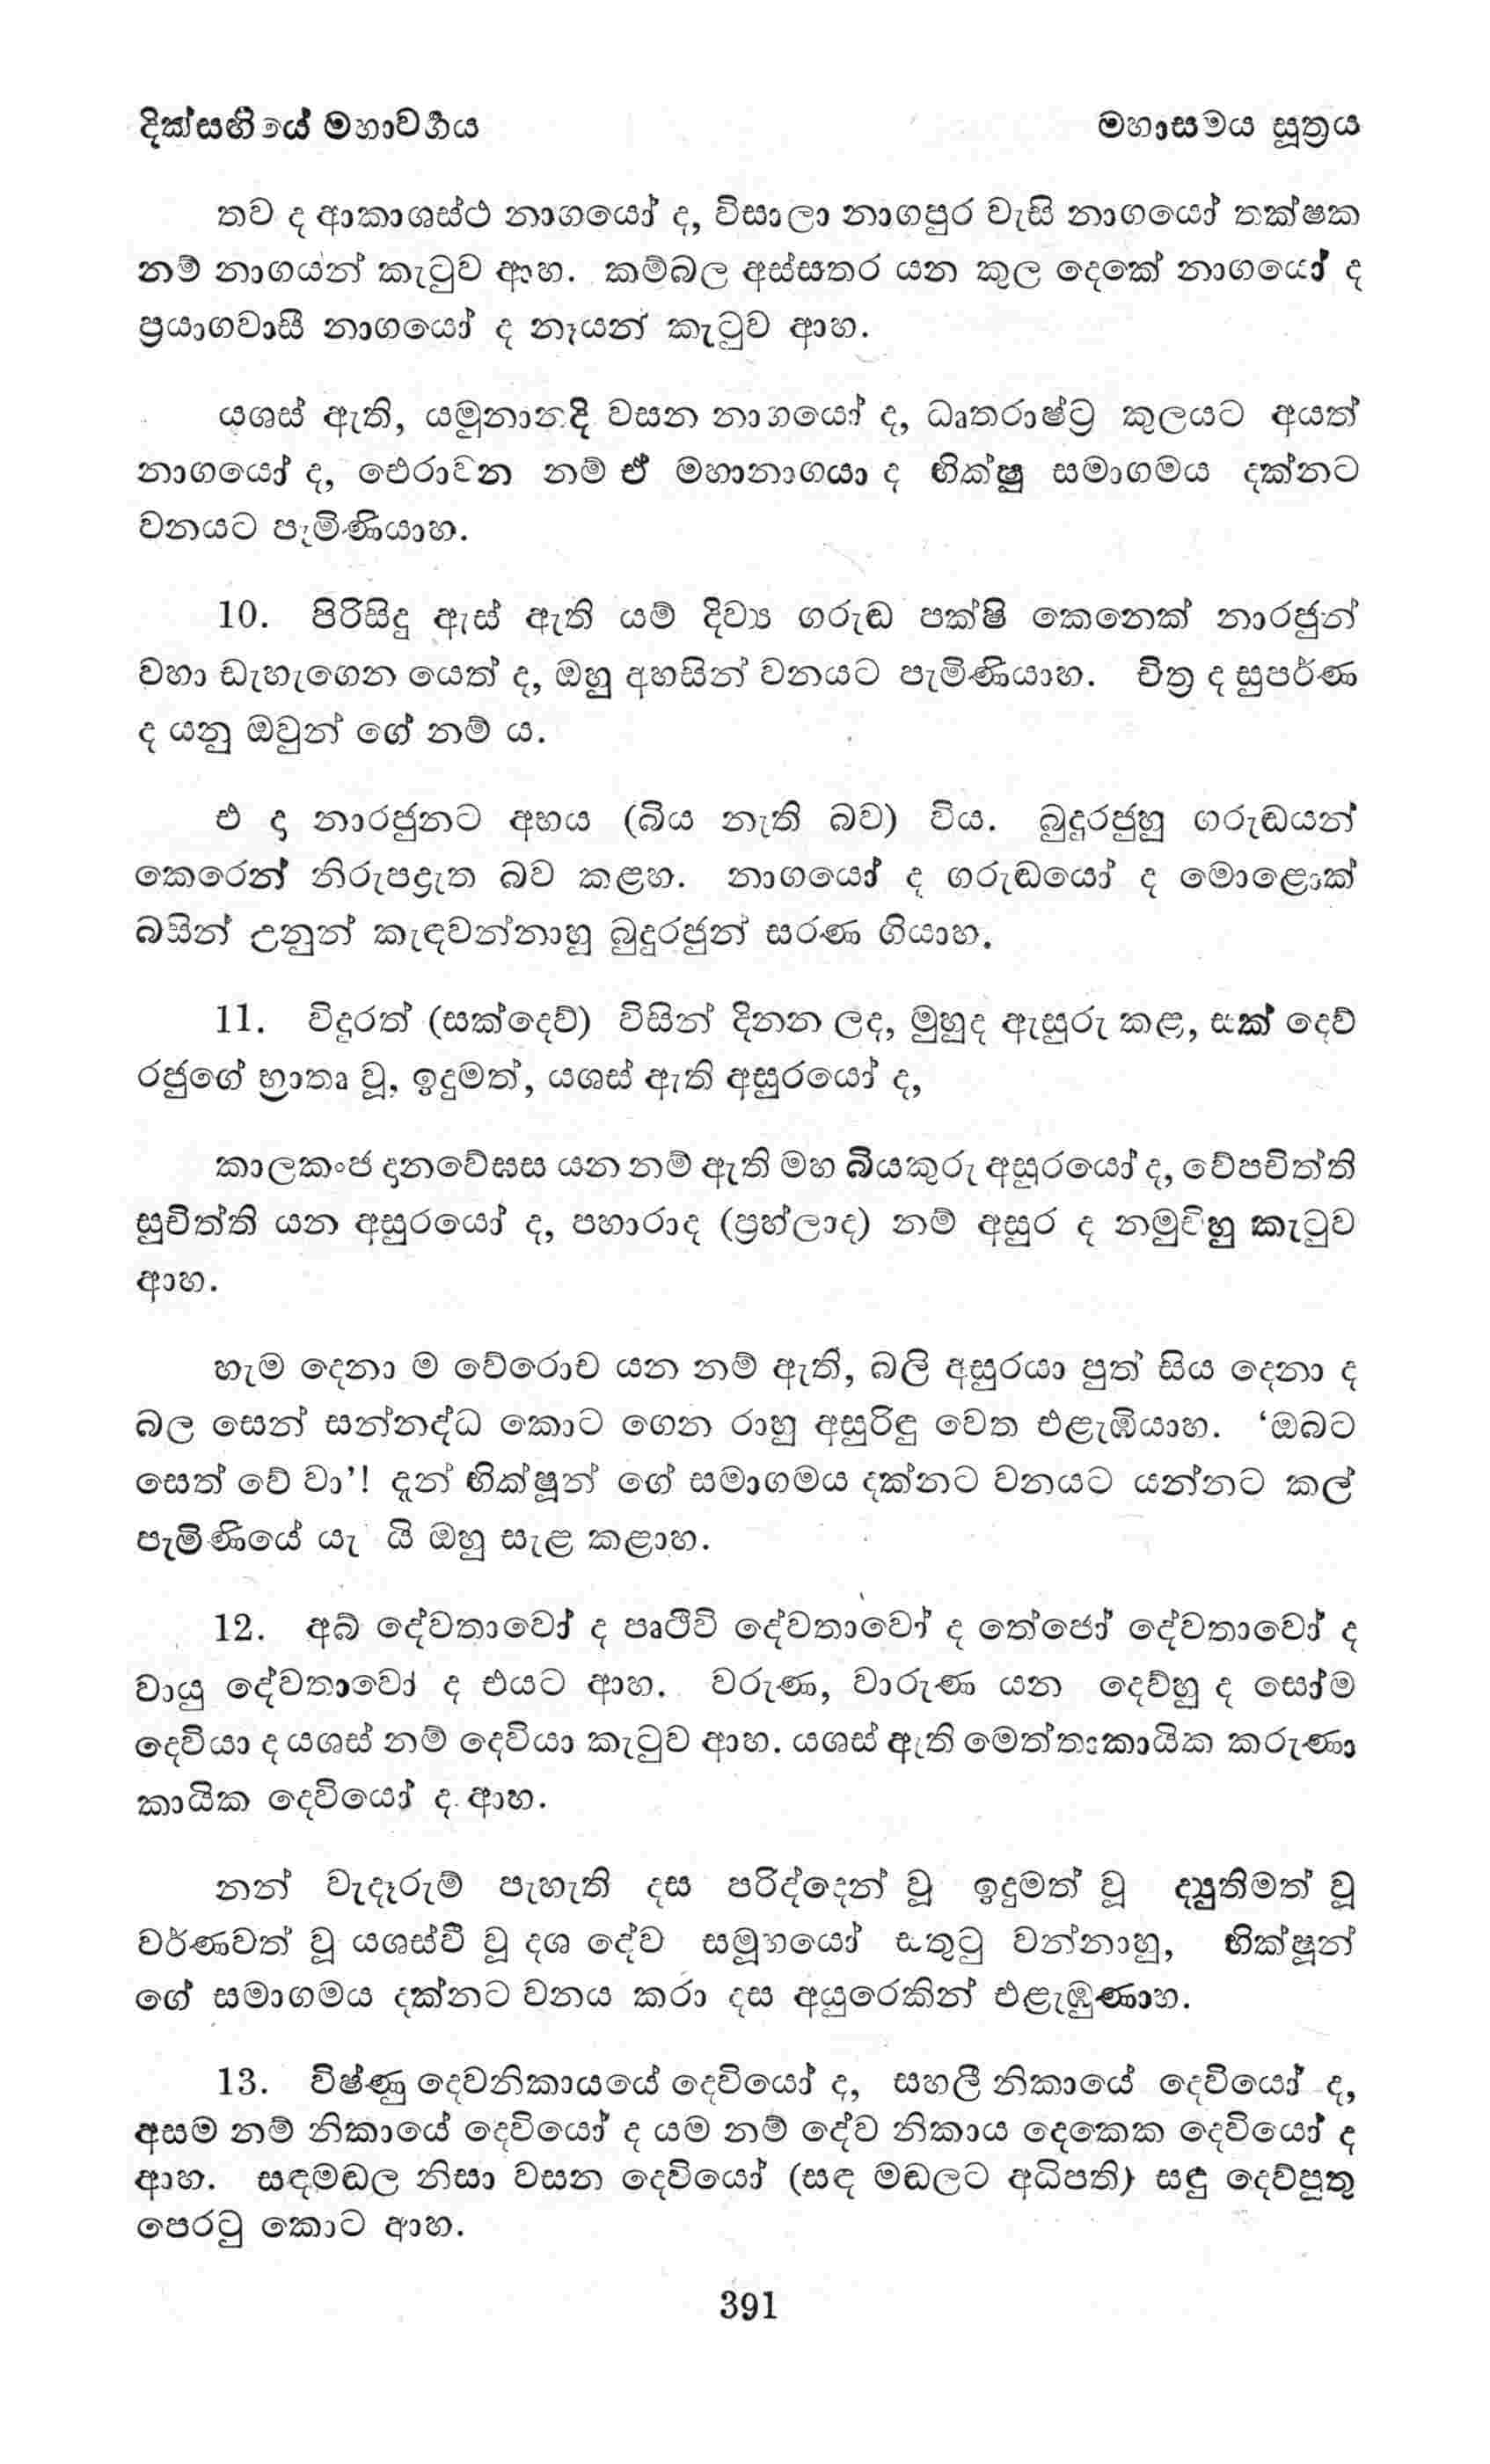 දික්සඟියේ මහාවර්‍ගය
මහාසමය සූත්‍රය
තව ද ආකාශස්ථ නාගයෝ ද, විසාලා නාගපුර වැසි නාගයෝ තක්ෂක
නම් නාගයන් කැටුව ආහ. කම්බල අස්සතර යන කුල දෙකේ නාගයෝ ද
ප්‍රයාගවාසී නාගයෝ ද නෑයන් කැටුව ආහ.
යශස් ඇති, යමුනානදි වසන නාගයෝ ද, ධෘතරාෂ්ට්‍ර කුලයට අයත්
නාගයෝ ද, ඓරාවන නම් ඒ මහානාගයා ද භික්ෂු සමාගමය දක්නට
වනයට පැමිණියාහ.
10. පිරිසිදු ඇස් ඇති යම් දිව්‍ය ගරුඬ පක්ෂි කෙනෙක් නාරජුන්
වහා ඩැහැගෙන යෙත් ද, ඔහු අහසින් වනයට පැමිණියාහ. චිත්‍ර ද සුපර්ණ
ද යනු ඔවුන් ගේ නම් ය.
එ දා නාරජුනට අභය (බිය නැති බව) විය. බුදුරජුහු ගරුඬයන්
කෙරෙන් නිරුපද්‍රැත බව කළහ. නාගයෝ ද ගරුඬයෝ ද මොළොක්
බසින් උනුන් කැඳවන්නාහු බුදුරජුන් සරණ ගියාහ.
11. විදුරත් (සක්දෙව්) විසින් දිනන ලද, මුහුද ඇසුරු කළ, සක් දෙව්
රජුගේ භ්‍රාතෘ වූ, ඉදුමත්, යශස් ඇති අසුරයෝ ද,
කාලකංජ දානවේඝස යන නම් ඇති මහ බියකුරු අසුරයෝ ද, වේපචිත්ති
සුචිත්ති යන අසුරයෝ ද, පහාරාද (ප්‍රහ්ලාද) නම් අසුර ද නමුචිහු කැටුව
ආහ.
හැම දෙනා ම වේරොච යන නම් ඇති, බලි අසුරයා පුත් සිය දෙනා ද
බල සෙන් සන්නද්ධ කොට ගෙන රාහු අසුරිඳු වෙත එළැඹියාහ. ‘ඔබට
සෙත් වේ වා’! දැන් භික්ෂූන් ගේ සමාගමය දක්නට වනයට යන්නට කල්
පැමිණියේ යැ යි ඔහු සැළ කළාහ.
12. අබ් දේවතාවෝ ද පෘථිවි දේවතාවෝ ද තේජෝ දේවතාවෝ ද
වායු දේවතාවෝ ද එයට ආහ. වරුණ, වාරුණ යන දෙව්හු ද සෝම
දෙවියා ද යශස් නම් දෙවියා කැටුව ආහ. යශස් ඇති මෙත්තාකායික කරුණා
කායික දෙවියෝ ද ආහ.
නන් වැදෑරුම් පැහැති දස පරිද්දෙන් වූ ඉදුමත් වූ ද්‍යුතිමත් වූ
වර්ණවත් වූ යශස්වී වූ දශ දේව සමූහයෝ සතුටු වන්නාහු, භික්ෂූන්
ගේ සමාගමය දක්නට වනය කරා දස අයුරෙකින් එළැඹුණාහ.
13. විෂ්ණු දෙවනිකායයේ දෙවියෝ ද, සහලී නිකායේ දෙවියෝ ද,
අසම නම් නිකායේ දෙවියෝ ද යම නම් දේව නිකාය දෙකෙක දෙවියෝ ද
ආහ. සඳමඬල නිසා වසන දෙවියෝ (සඳ මඬලට අධිපති) සඳු දෙව්පුතු
පෙරටු කොට ආහ.
391